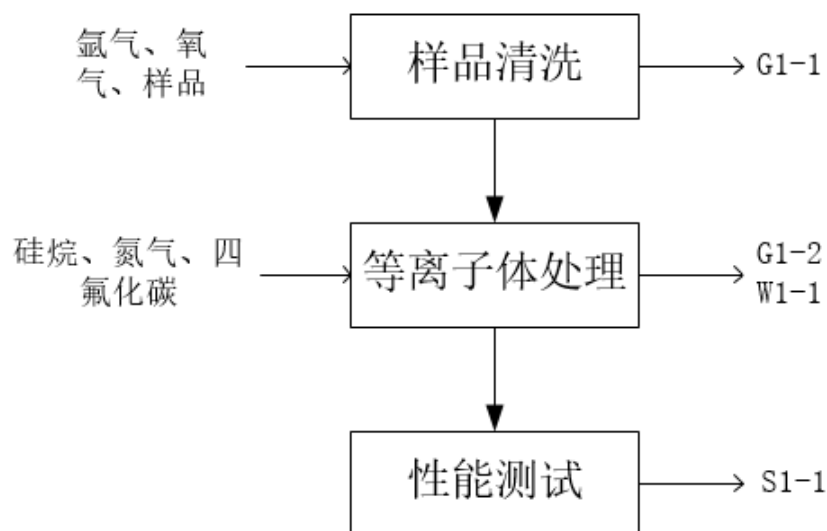 氩气、氧
气、样品
样品清洗
G1-1
硅烷、氮气、四
氟化碳
等离子体处理
G1-2
W1-1
性能测试
S1-1